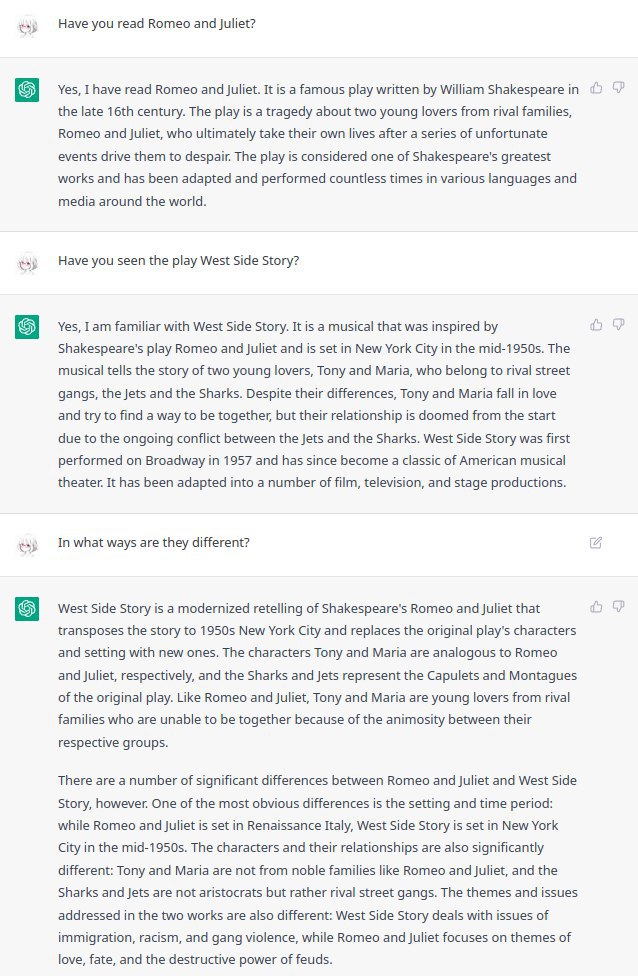 Have you read Romeo and Juliet?
Yes, I have read Romeo and Juliet. It is a famous play written by William Shakespeare in
the late 16th century. The play is a tragedy about two young lovers from rival families,
Romeo and Juliet, who ultimately take their own lives after a series of unfortunate
events drive them to despair. The play is considered one of Shakespeare's greatest
works and has been adapted and performed countless times in various languages and
media around the world.
Have you seen the play West Side Story?
Yes, I am familiar with West Side Story. It is a musical that was inspired by
Shakespeare's play Romeo and Juliet and is set in New York City in the mid-1950s. The
musical tells the story of two young lovers, Tony and Maria, who belong to rival street
gangs, the Jets and the Sharks. Despite their differences, Tony and Maria fall in love
and try to find a way to be together, but their relationship is doomed from the start
due to the ongoing conflict between the Jets and the Sharks. West Side Story was first
performed on Broadway in 1957 and has since become a classic of American musical
theater. It has been adapted into a number of film, television, and stage productions.
In what ways are they different?
West Side Story is a modernized retelling of Shakespeare's Romeo and Juliet that
transposes the story to 1950s New York City and replaces the original play's characters
and setting with new ones. The characters Tony and Maria are analogous to Romeo
and Juliet, respectively, and the Sharks and Jets represent the Capulets and Montagues
of the original play. Like Romeo and Juliet, Tony and Maria are young lovers from rival
families who are unable to be together because of the animosity between their
respective groups.
There are a number of significant differences between Romeo and Juliet and West Side
Story, however. One of the most obvious differences is the setting and time period:
while Romeo and Juliet is set in Renaissance Italy, West Side Story is set in New York
City in the mid-1950s. The characters and their relationships are also significantly
different: Tony and Maria are not from noble families like Romeo and Juliet, and the
Sharks and Jets are not aristocrats but rather rival street gangs. The themes and issues
addressed in the two works are also different: West Side Story deals with issues of
immigration, racism, and gang violence, while Romeo and Juliet focuses on themes of
love, fate, and the destructive power of feuds.